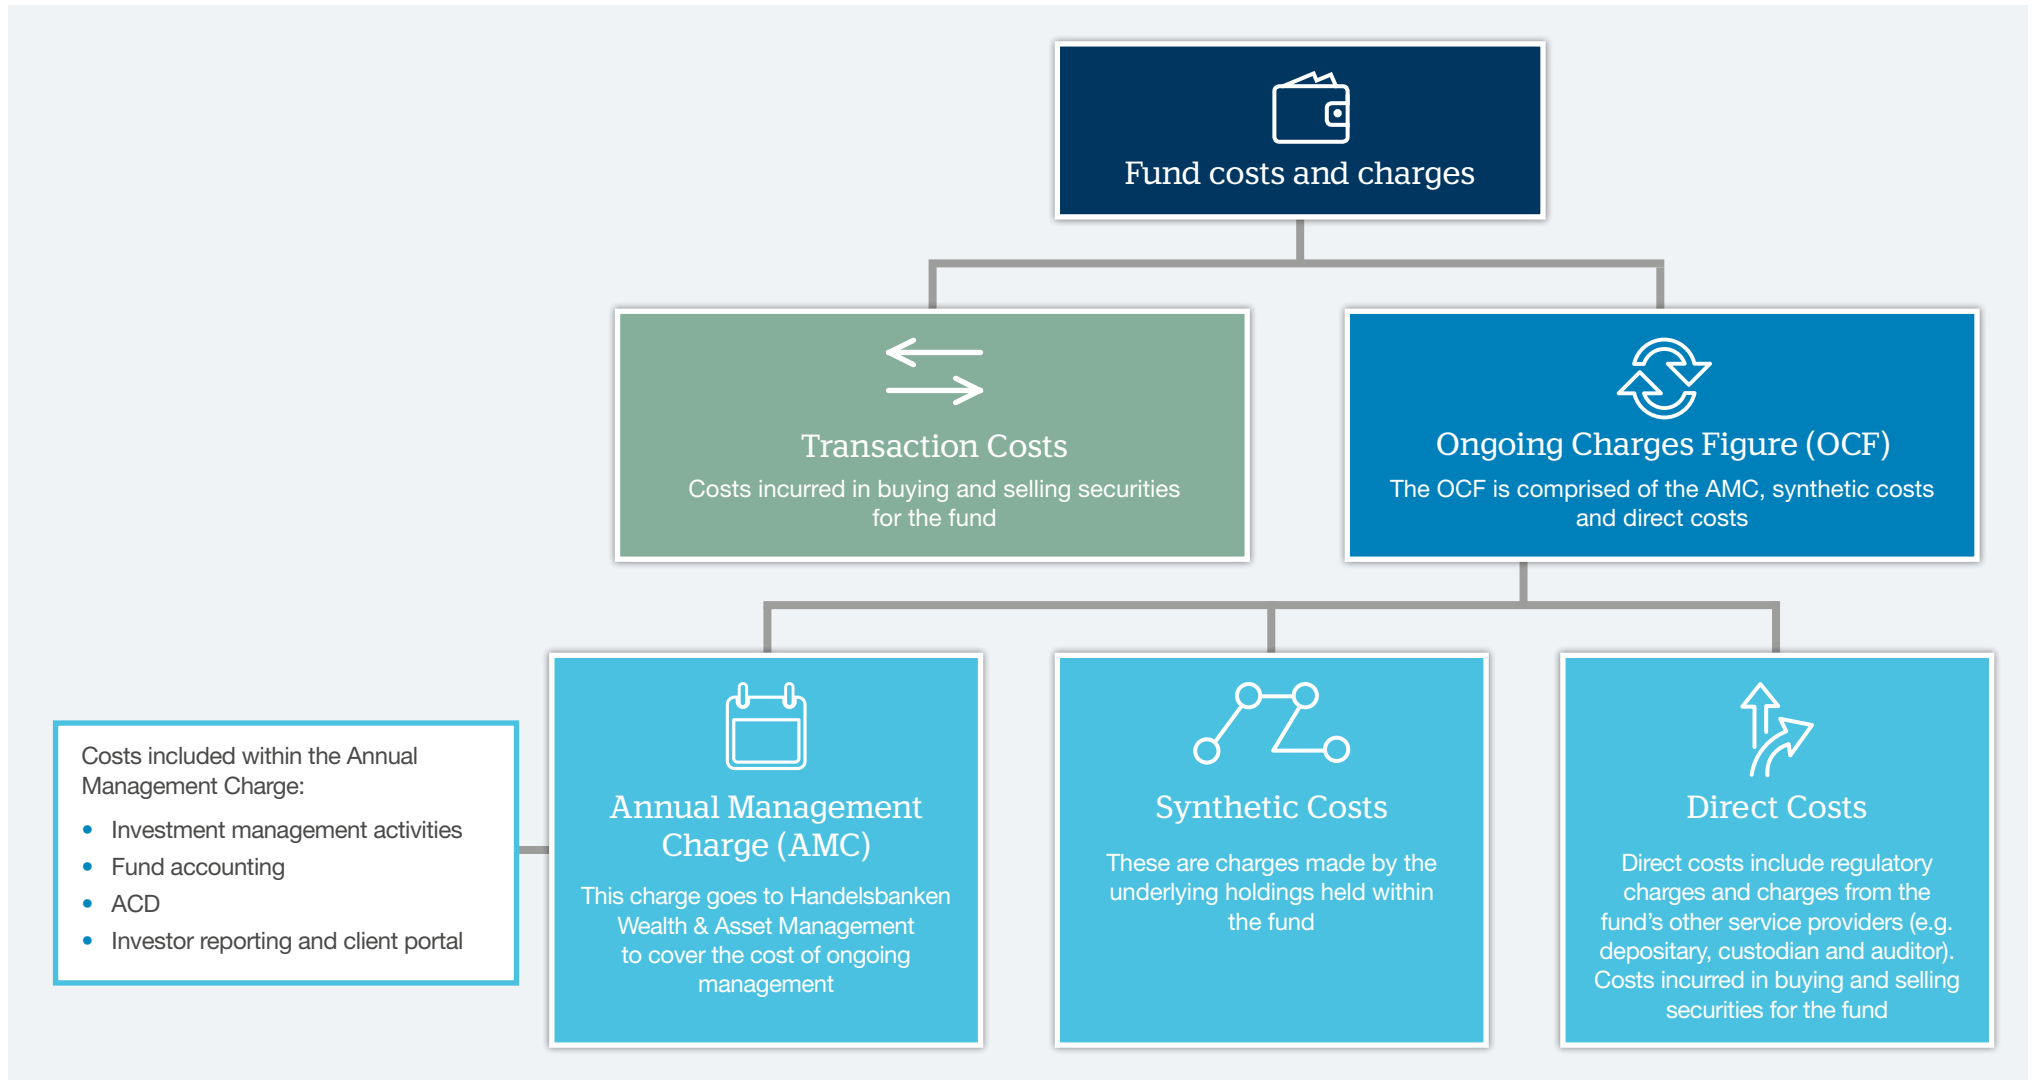 Fund costs and charges
Transaction Costs
Costs incurred in buying and selling securities
for the fund
Ongoing Charges Figure (OCF)
The OCF is comprised of the AMC, synthetic costs
and direct costs
Costs included within the Annual
Management Charge:
• Investment management activities
• Fund accounting
• ACD
• Investor reporting and client portal
Annual Management
Charge (AMC)
This charge goes to Handelsbanken
Wealth & Asset Management
to cover the cost of ongoing
management
Synthetic Costs
These are charges made by the
underlying holdings held within
the fund
Direct Costs
Direct costs include regulatory
charges and charges from the
fund’s other service providers (e.g.
depositary, custodian and auditor).
Costs incurred in buying and selling
securities for the fund